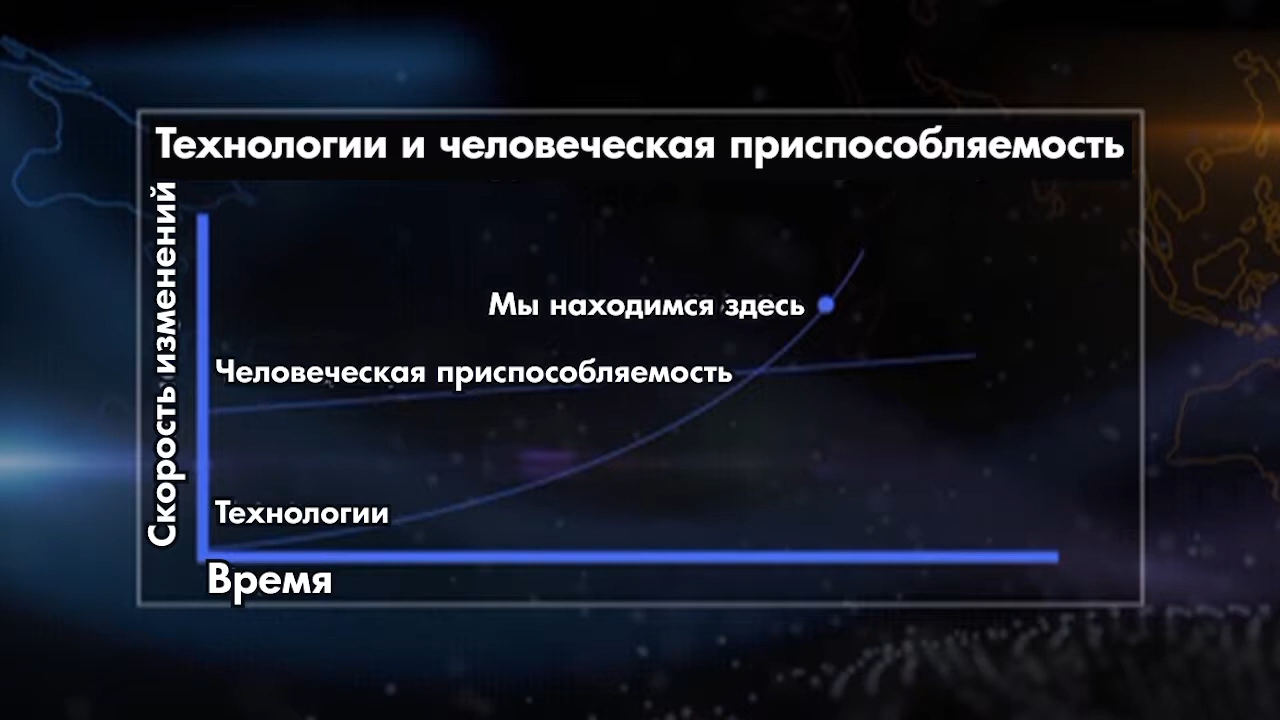 Технологии и человеческая приспособляемость
Скорость изменений
Мы находимся здесь
Человеческая приспособляемость
Технологии
Время